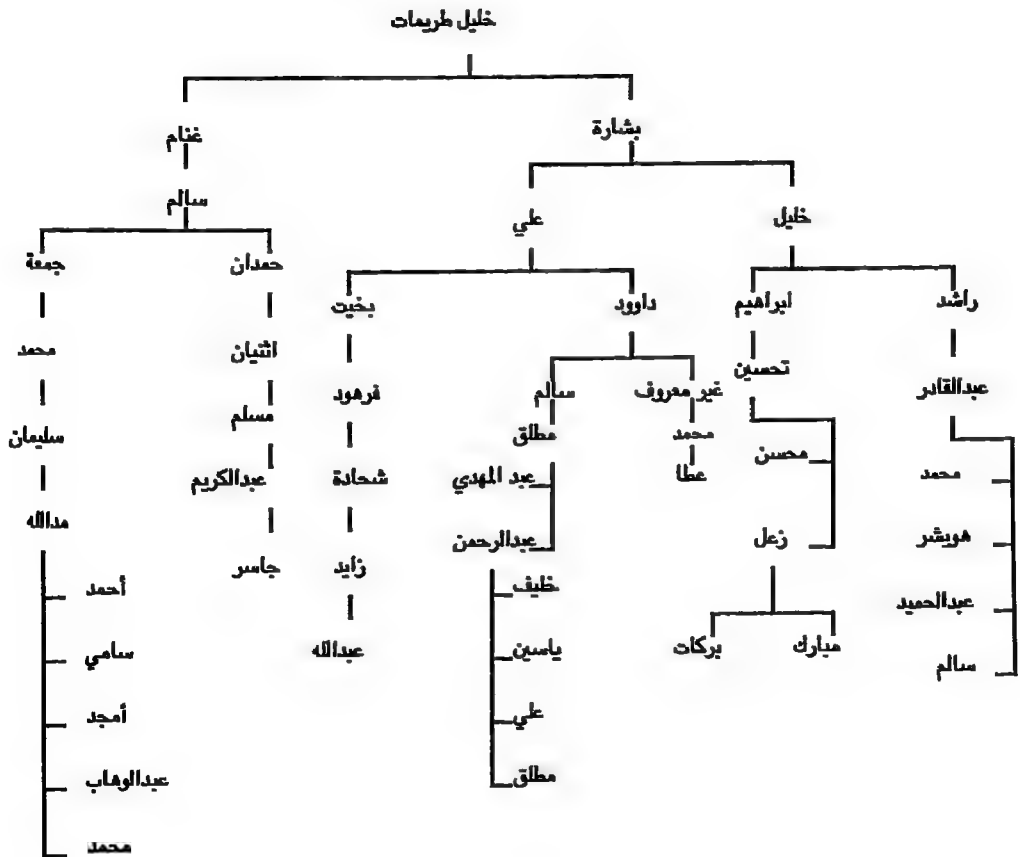 خليل طريمات
بشارة
غنام
خليل
علي
سالم
راشد
ابراهيم
داوود
بخيت
حمدان
جمعة
عبدالقادر
تحسين
غير معروف
سالم
فرهود
اثتيان
محمد
محمد
هويشر
عبدالحميد
سالم
محسن
زعل
مبارك
بركات
محمد
عطا
مطلق
عبد المهدي
عبدالرحمن
خليف
ياسين
علي
مطلق
شحادة
زايد
عبدالله
مسلم
عبدالكريم
جاسر
سليمان
مدالله
أحمد
سامي
أمجد
عبدالوهاب
محمد